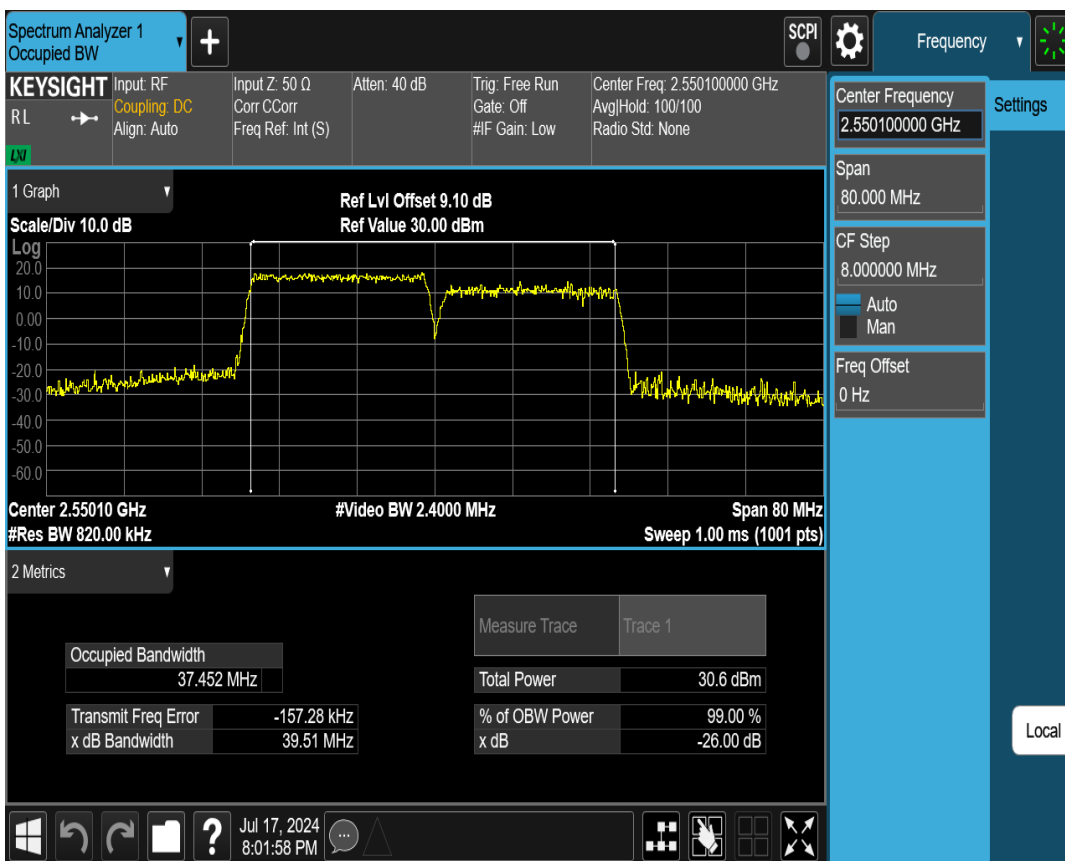 Spectrum Analyzer 1
Occupied BW
SCPI
Frequency
KEYSIGHT
RL
LXI
Input: RF
Coupling: DC
Align: Auto
Input Z: 50 Ω
Corr CCorr
Freq Ref: Int (S)
Atten: 40 dB
Trig: Free Run
Gate: Off
#IF Gain: Low
Center Freq: 2.550100000 GHz
Avg|Hold: 100/100
Radio Std: None
Center Frequency
2.550100000 GHz
Settings
Span
80.000 MHz
CF Step
8.000000 MHz
Auto
Man
Freq Offset
0 Hz
Local
1 Graph
Ref Lvl Offset 9.10 dB
Scale/Div 10.0 dB
Ref Value 30.00 dBm
Log
20.0
10.0
0.00
-10.0
-20.0
-30.0
-40.0
-50.0
-60.0
Center 2.55010 GHz
#Video BW 2.4000 MHz
Span 80 MHz
#Res BW 820.00 kHz
Sweep 1.00 ms (1001 pts)
2 Metrics
Measure Trace
Trace 1
Occupied Bandwidth
37.452 MHz
Total Power
30.6 dBm
Transmit Freq Error
-157.28 kHz
% of OBW Power
99.00 %
x dB Bandwidth
39.51 MHz
x dB
-26.00 dB
?
Jul 17, 2024
8:01:58 PM